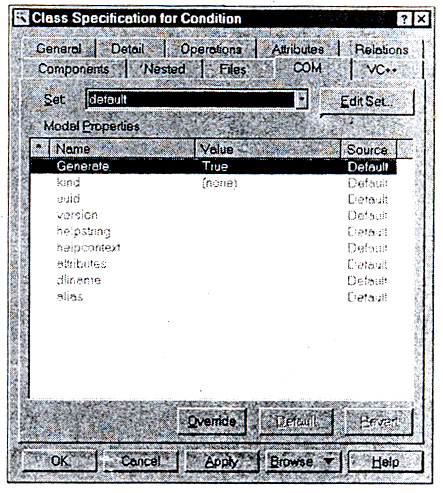 Class Specification for Condition
General Detail Operations Attributes Relations
Components Nested Files COM VC++
Set: default Edit Set...
Model Properties
* Name Value Source
Generate True Default
kind (none) Default
uuid Default
version Default
helpstring Default
helpcontext Default
attributes Default
dllname Default
alias Default
Override Default Revert
OK Cancel Apply Browse Help